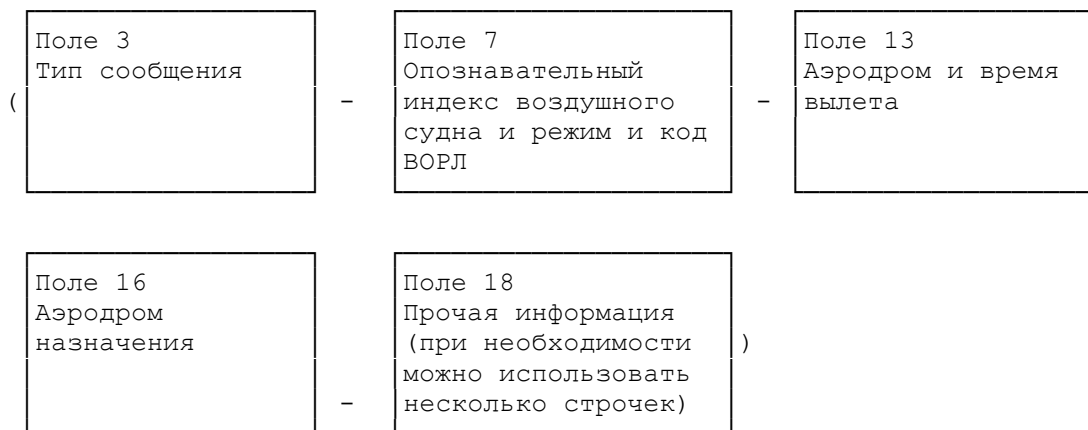 Поле 3
Тип сообщения
(
-
Поле 7
Опознавательный
индекс воздушного
судна и режим и код
ВОРЛ
-
Поле 13
Аэродром и время
вылета
Поле 16
Аэродром
назначения
-
Поле 18
Прочая информация
(при необходимости
можно использовать
несколько строчек)
)